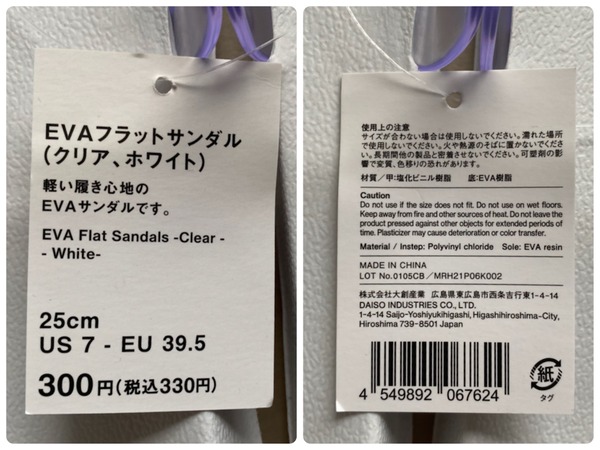 EVAフラットサンダル
（クリア、ホワイト）
軽い履き心地の
EVAサンダルです。
EVA Flat Sandals -Clear -
- White-
25cm
US 7 - EU 39.5
300円(税込330円)
使用上の注意
サイズが合わない場合は使用しないでください。濡れた場所
で使用しないでください。火や熱源のそばに置かないでくださ
い。長期間他の製品と密着させないでください。可塑剤の影
響で変質、色移りの恐れがあります。
材質／甲:塩化ビニル樹脂　底:EVA樹脂
Caution
Do not use if the size does not fit. Do not use on wet floors.
Keep away from fire and other sources of heat. Do not leave the
product pressed against other objects for extended periods of
time. Plasticizer may cause deterioration or color transfer.
Material / Instep: Polyvinyl chloride　Sole: EVA resin
MADE IN CHINA
LOT No.0105CB／MRH21P06K002
株式会社大創産業　広島県東広島市西条吉行東1-4-14
DAISO INDUSTRIES CO., LTD.
1-4-14 Saijo-Yoshiyukihigashi, Higashihiroshima-City,
Hiroshima 739-8501 Japan
4 549892 067624
紙
タグ